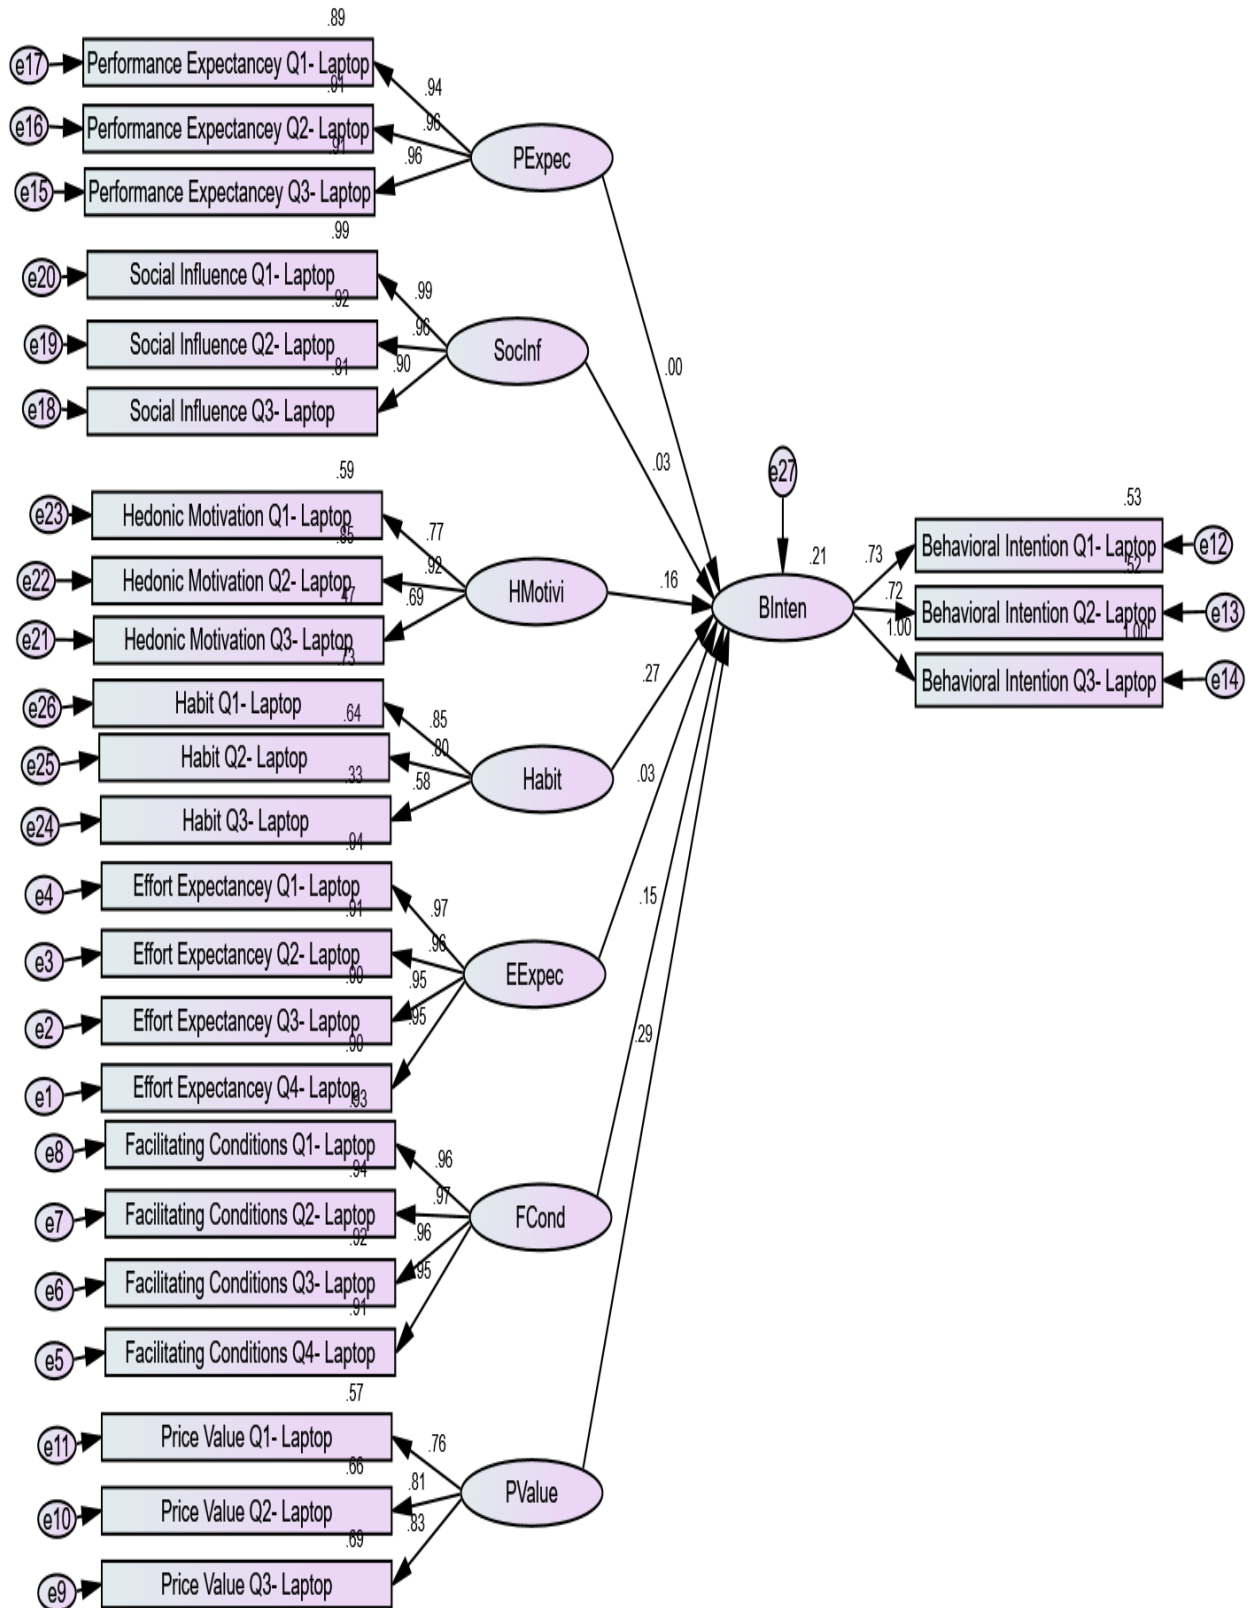 .89
e17
Performance Expectancey Q1- Laptop
.94
.91
e16
Performance Expectancey Q2- Laptop
.96
PExpec
.91
e15
Performance Expectancey Q3- Laptop
.96
.99
e20
Social Influence Q1- Laptop
.99
.92
e19
Social Influence Q2- Laptop
.96
SocInf
.81
e18
Social Influence Q3- Laptop
.90
.00
.03
.59
e23
Hedonic Motivation Q1- Laptop
.77
.85
e22
Hedonic Motivation Q2- Laptop
.92
HMotivi
.16
.47
e21
Hedonic Motivation Q3- Laptop
.69
e27
.21
BInten
.53
.73
Behavioral Intention Q1- Laptop
e12
.52
.72
Behavioral Intention Q2- Laptop
e13
1.00
1.00
Behavioral Intention Q3- Laptop
e14
.73
e26
Habit Q1- Laptop
.85
.27
.64
e25
Habit Q2- Laptop
.80
Habit
.03
.33
e24
Habit Q3- Laptop
.58
.94
e4
Effort Expectancey Q1- Laptop
.97
.15
.91
e3
Effort Expectancey Q2- Laptop
.96
EExpec
.90
e2
Effort Expectancey Q3- Laptop
.95
.29
.90
e1
Effort Expectancey Q4- Laptop
.95
.93
e8
Facilitating Conditions Q1- Laptop
.96
.94
e7
Facilitating Conditions Q2- Laptop
.97
FCond
.92
e6
Facilitating Conditions Q3- Laptop
.96
.91
e5
Facilitating Conditions Q4- Laptop
.95
.57
e11
Price Value Q1- Laptop
.76
.66
e10
Price Value Q2- Laptop
.81
PValue
.69
e9
Price Value Q3- Laptop
.83